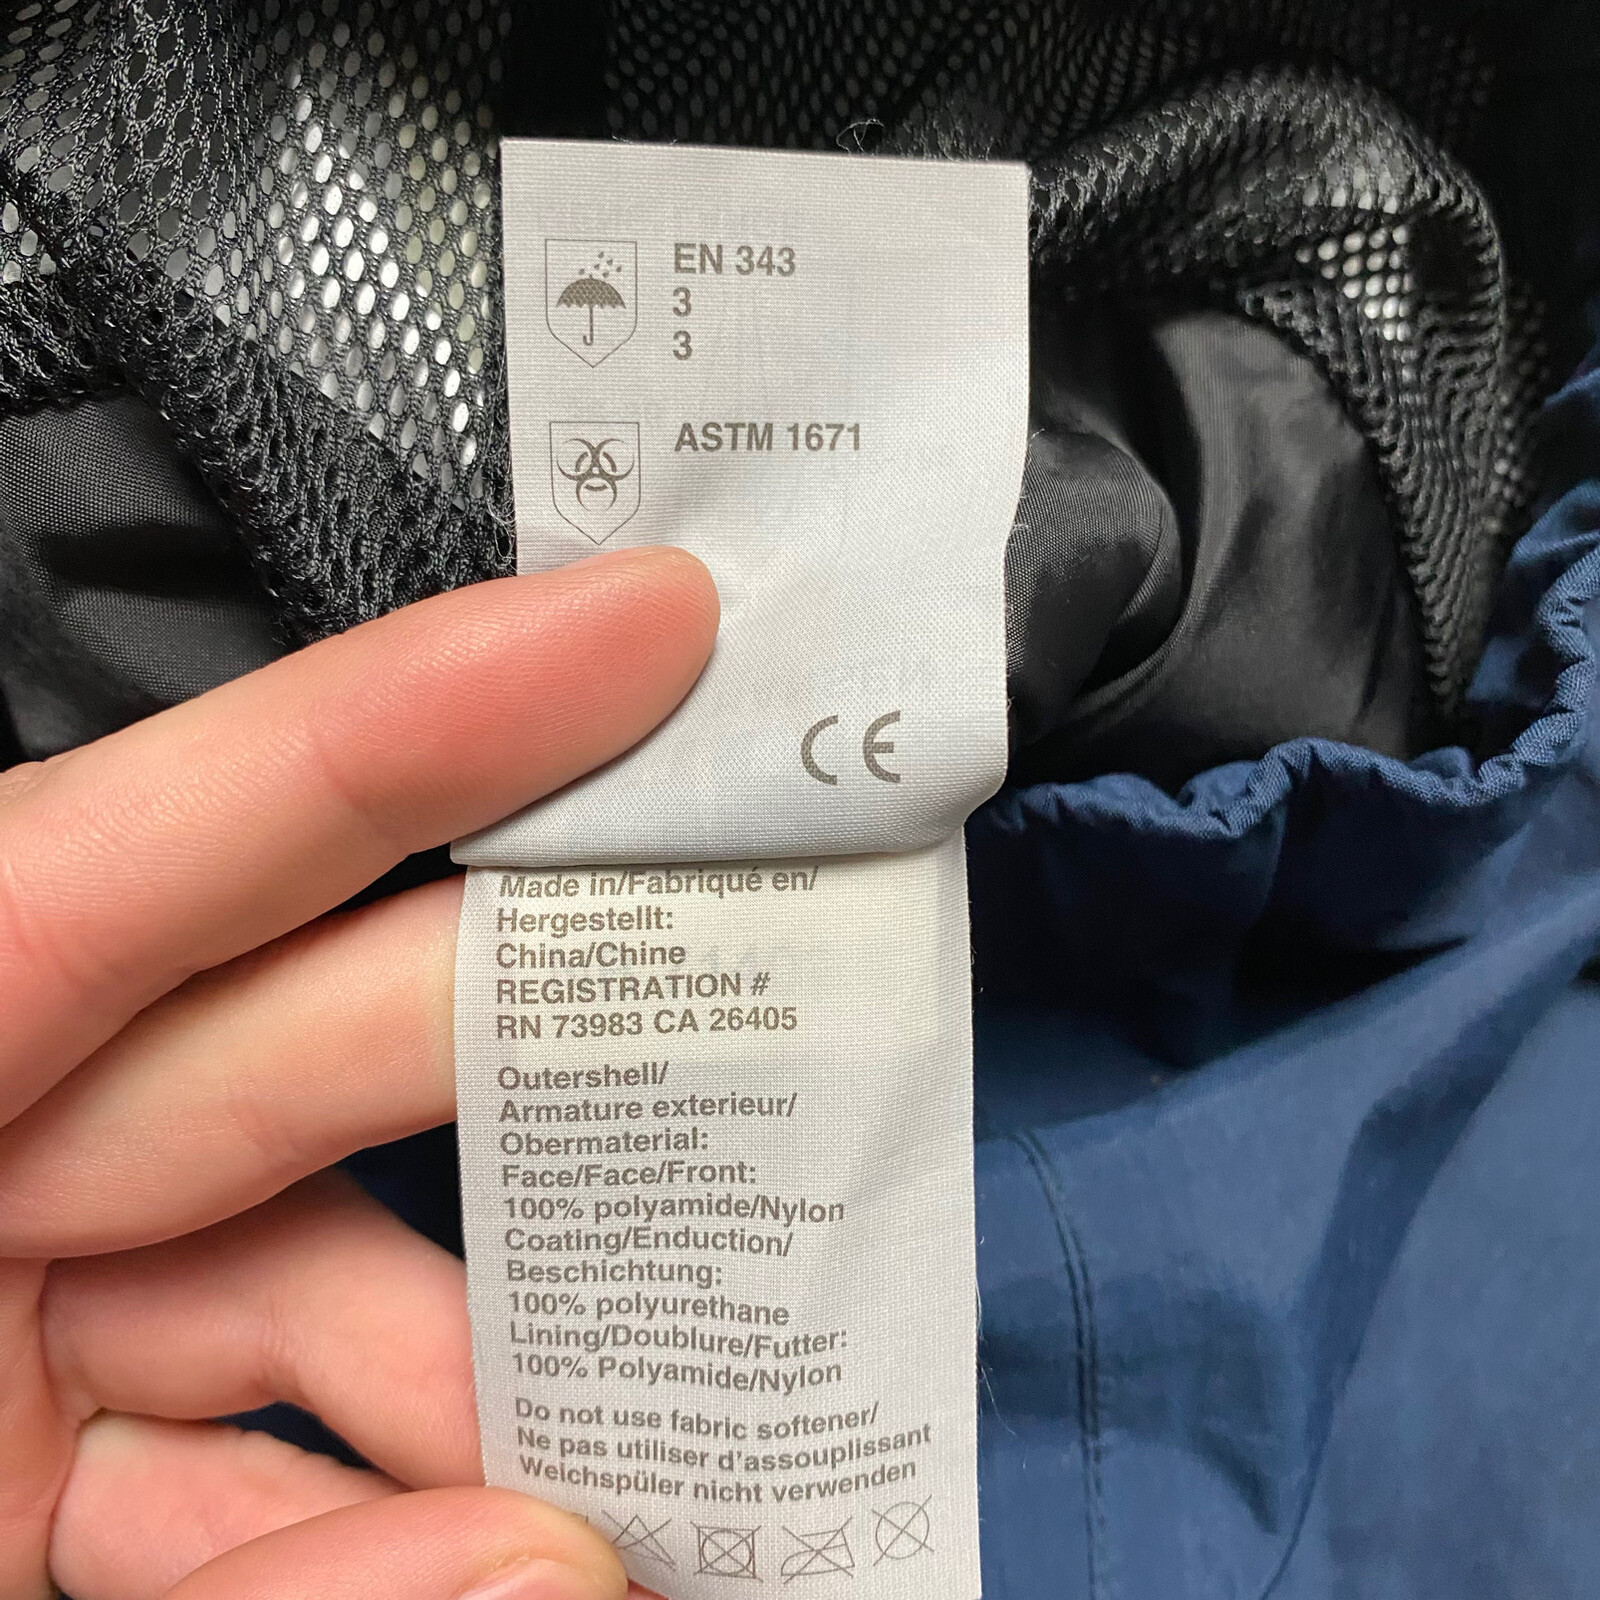 EN 343
3
3
ASTM 1671
CE
Made in/Fabriqué en/
Hergestellt:
China/Chine
REGISTRATION #
RN 73983 CA 26405
Outershell/
Armature exterieur/
Obermaterial:
Face/Face/Front:
100% polyamide/Nylon
Coating/Enduction/
Beschichtung:
100% polyurethane
Lining/Doublure/Futter:
100% Polyamide/Nylon
Do not use fabric softener/
Ne pas utiliser d'assouplissant
Weichspüler nicht verwenden